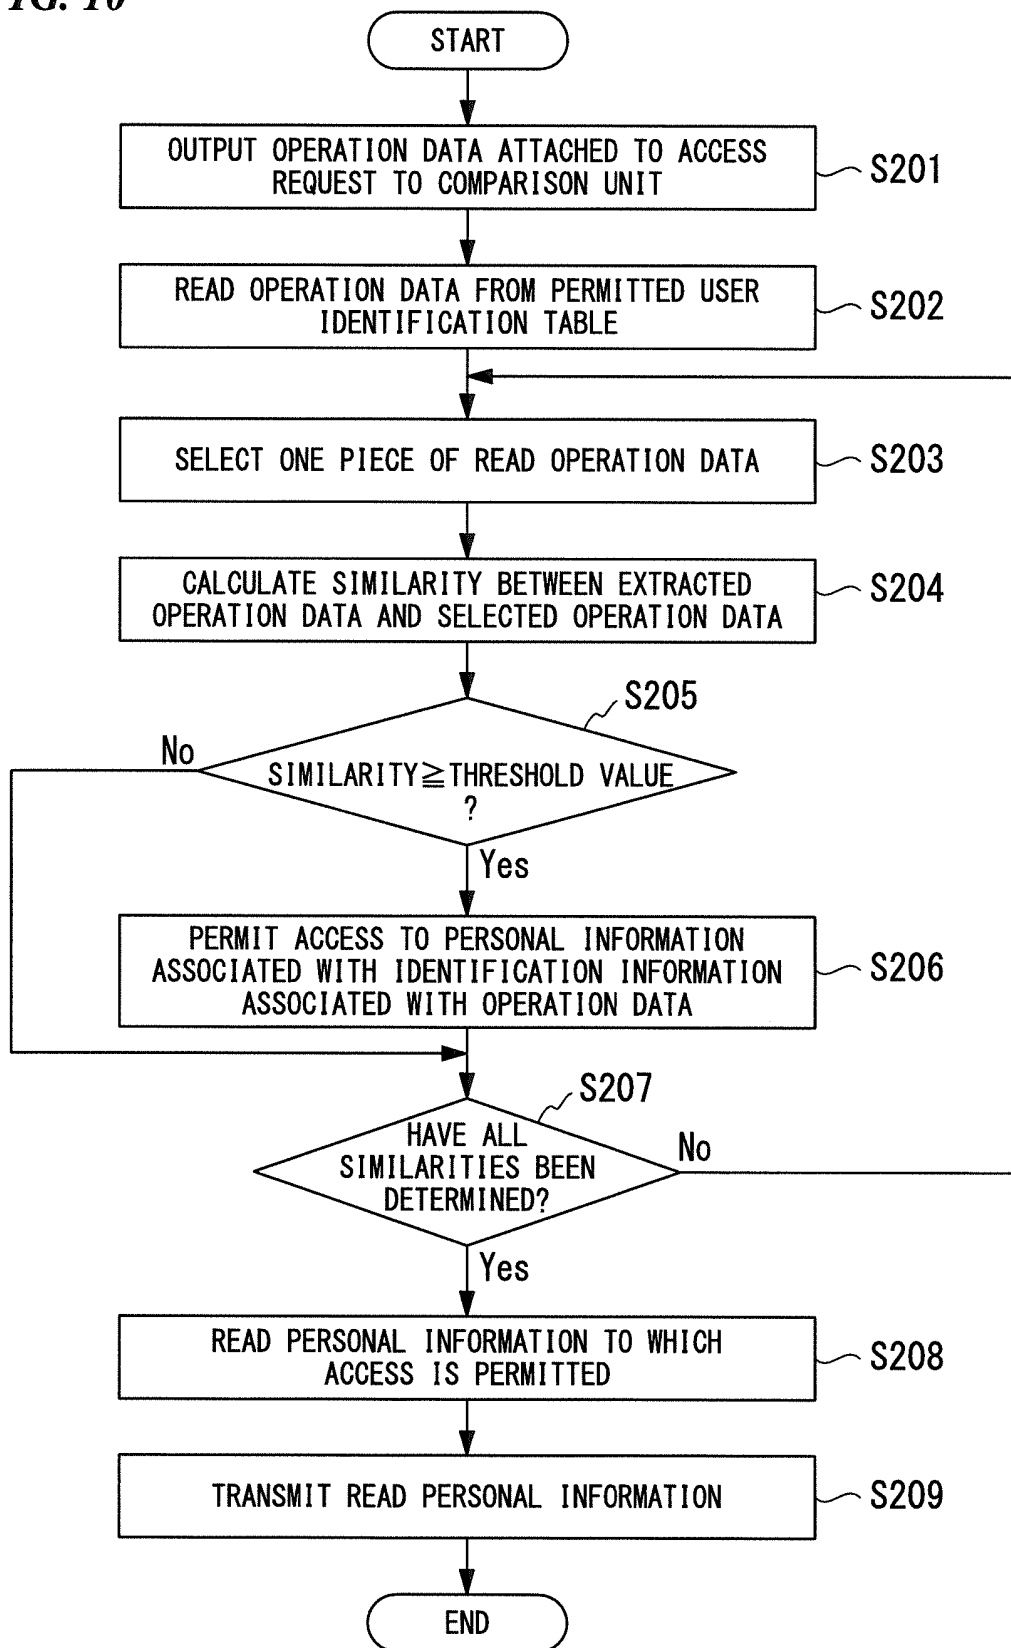 START
OUTPUT OPERATION DATA ATTACHED TO ACCESS
REQUEST TO COMPARISON UNIT
S201
READ OPERATION DATA FROM PERMITTED USER
IDENTIFICATION TABLE
S202
SELECT ONE PIECE OF READ OPERATION DATA
S203
CALCULATE SIMILARITY BETWEEN EXTRACTED
OPERATION DATA AND SELECTED OPERATION DATA
S204
S205
No
SIMILARITY≧THRESHOLD VALUE
?
Yes
PERMIT ACCESS TO PERSONAL INFORMATION
ASSOCIATED WITH IDENTIFICATION INFORMATION
ASSOCIATED WITH OPERATION DATA
S206
S207
HAVE ALL
SIMILARITIES BEEN
DETERMINED?
No
Yes
READ PERSONAL INFORMATION TO WHICH
ACCESS IS PERMITTED
S208
TRANSMIT READ PERSONAL INFORMATION
S209
END